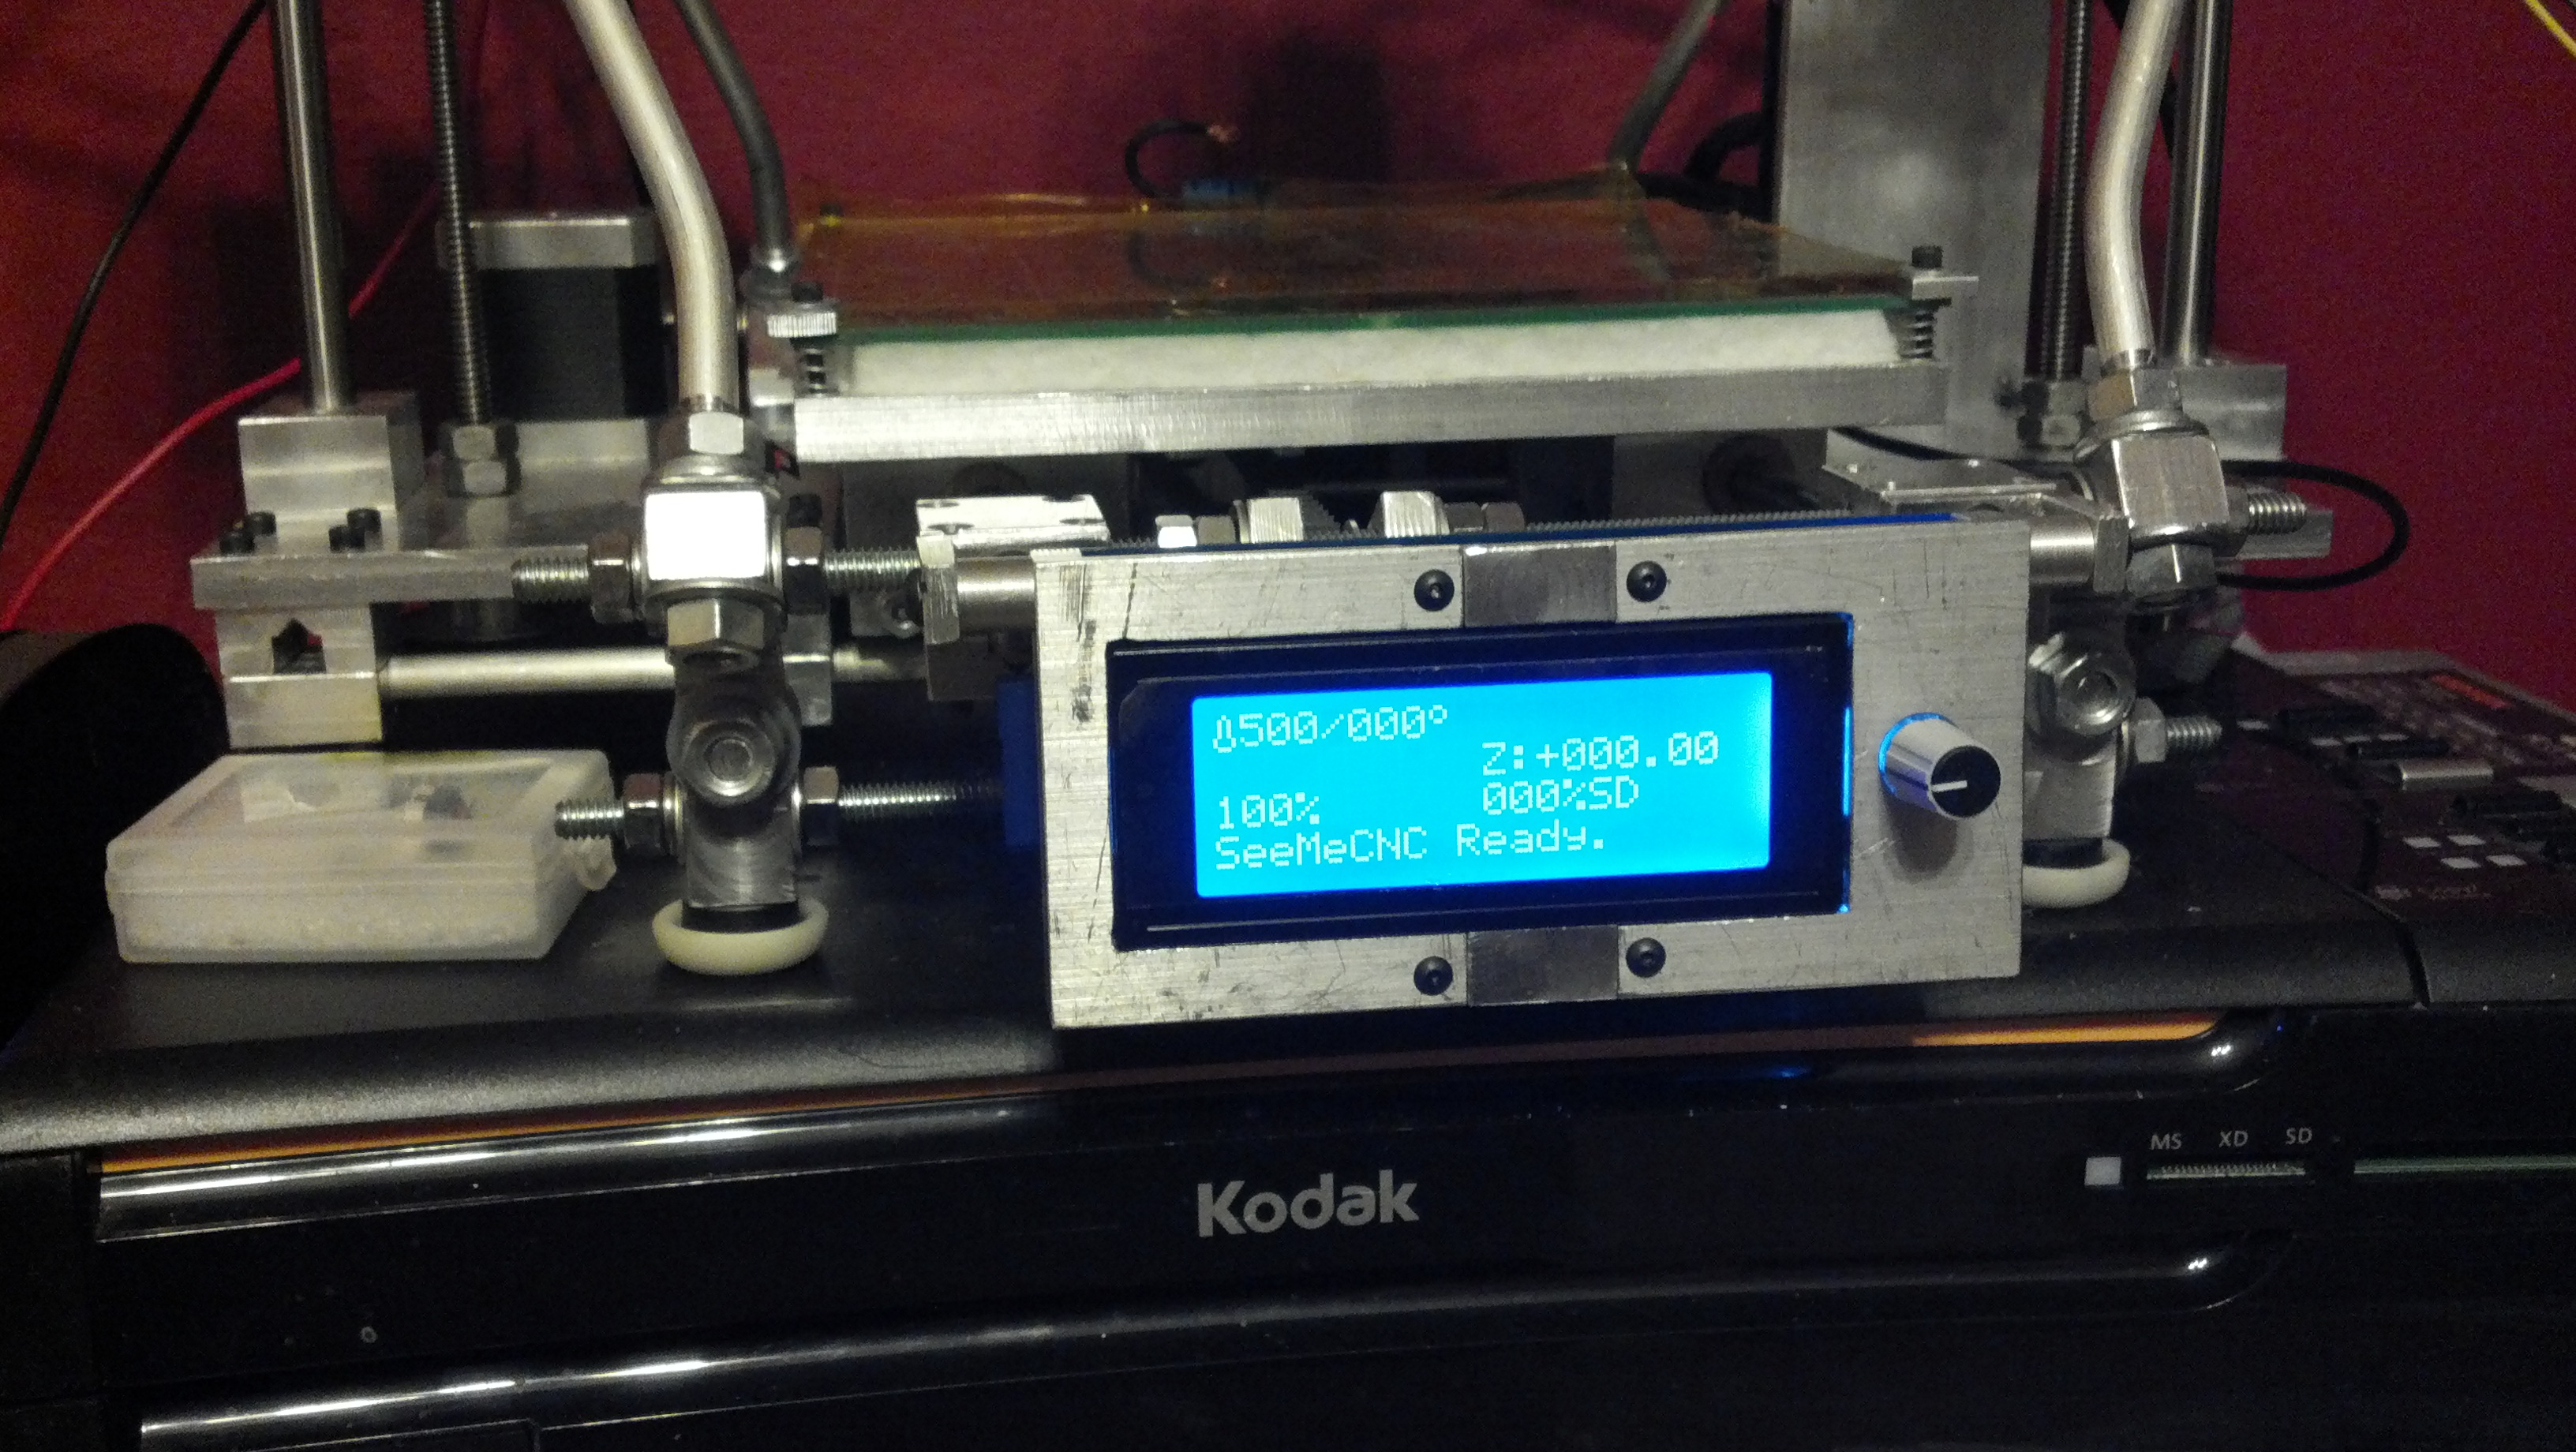 500/000°
Z:+000.00
100% 000%SD
SeeMeCNC Ready.
Kodak
MS XD SD